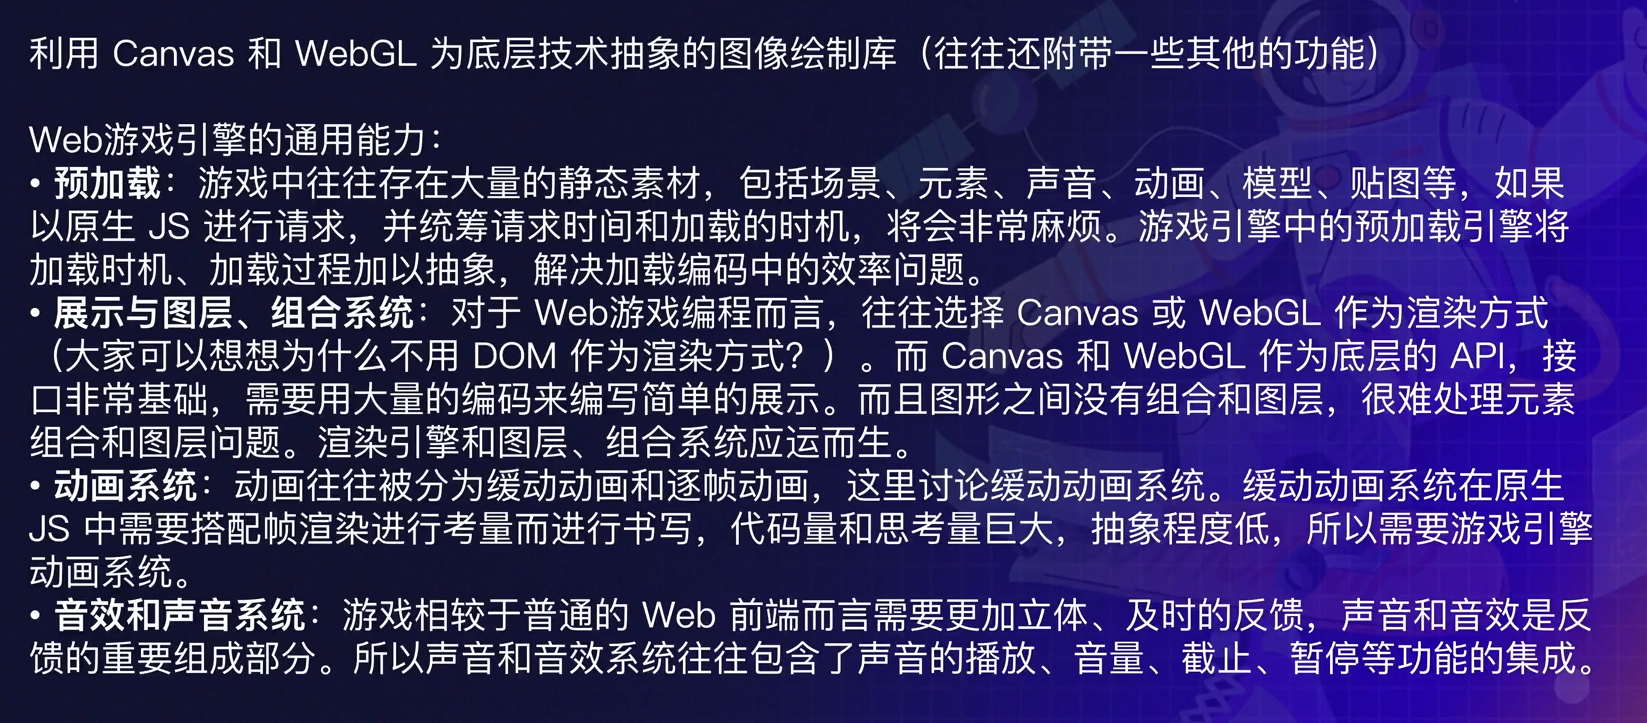 利用 Canvas 和 WebGL 为底层技术抽象的图像绘制库（往往还附带一些其他的功能）
Web游戏引擎的通用能力：
• 预加载：游戏中往往存在大量的静态素材，包括场景、元素、声音、动画、模型、贴图等，如果
以原生 JS 进行请求，并统筹请求时间和加载的时机，将会非常麻烦。游戏引擎中的预加载引擎将
加载时机、加载过程加以抽象，解决加载编码中的效率问题。
• 展示与图层、组合系统：对于 Web游戏编程而言，往往选择 Canvas 或 WebGL 作为渲染方式
（大家可以想想为什么不用 DOM 作为渲染方式？）。而 Canvas 和 WebGL 作为底层的 API，接
口非常基础，需要用大量的编码来编写简单的展示。而且图形之间没有组合和图层，很难处理元素
组合和图层问题。渲染引擎和图层、组合系统应运而生。
• 动画系统：动画往往被分为缓动动画和逐帧动画，这里讨论缓动动画系统。缓动动画系统在原生
JS 中需要搭配帧渲染进行考量而进行书写，代码量和思考量巨大，抽象程度低，所以需要游戏引擎
动画系统。
• 音效和声音系统：游戏相较于普通的 Web 前端而言需要更加立体、及时的反馈，声音和音效是反
馈的重要组成部分。所以声音和音效系统往往包含了声音的播放、音量、截止、暂停等功能的集成。